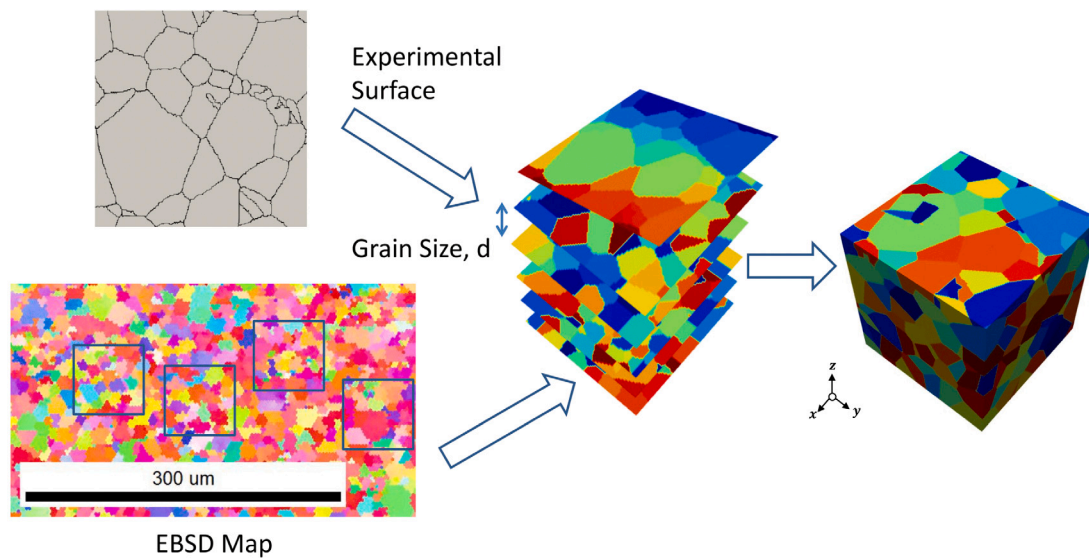 Experimental
Surface
Grain Size, d
300 um
EBSD Map
z
x
y